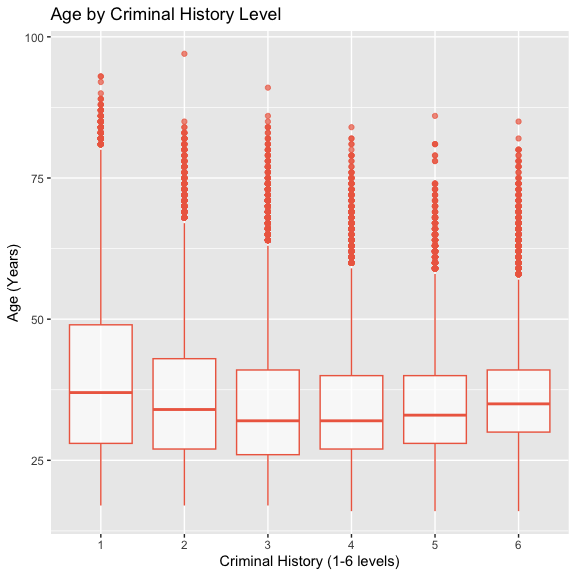 Age by Criminal History Level
100
75
50
25
Age (Years)
1 2 3 4 5 6
Criminal History (1-6 levels)